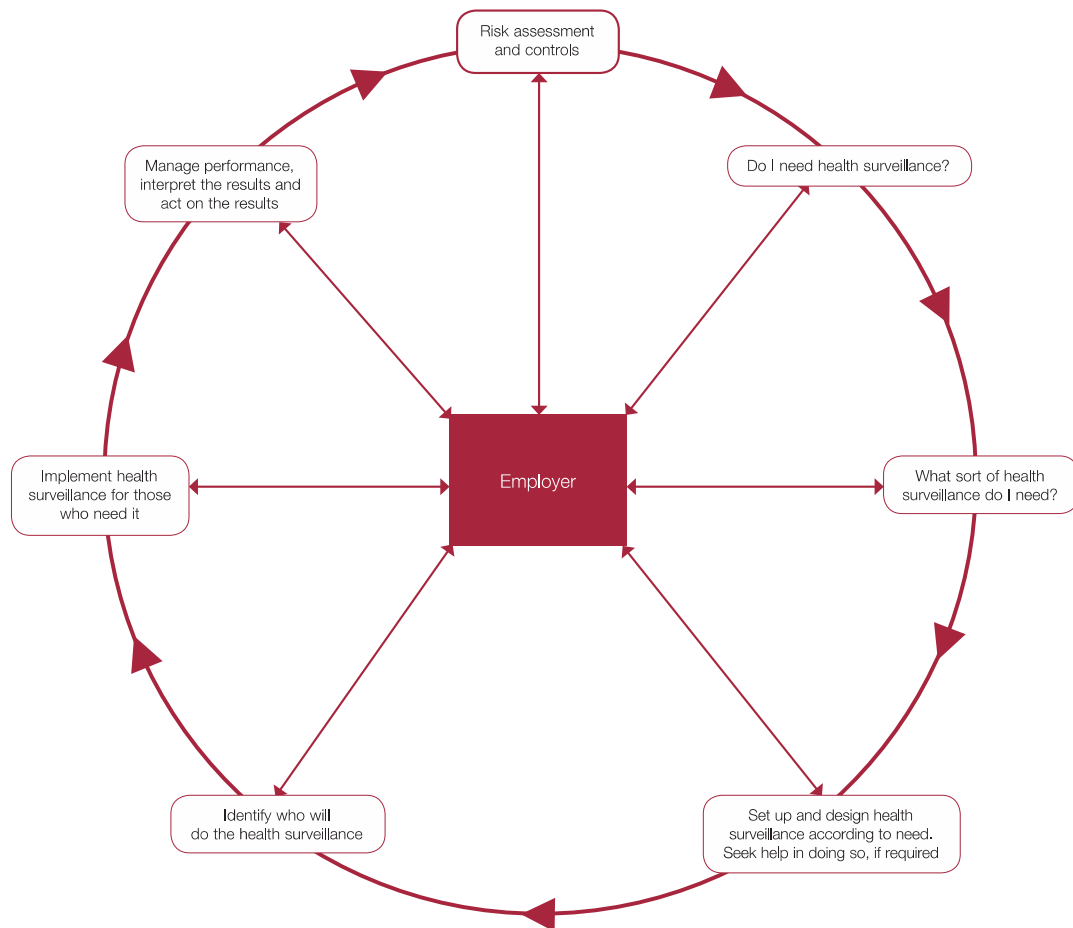 Risk assessment
and controls
Do I need health surveillance?
What sort of health
surveillance do I need?
Set up and design health
surveillance according to need.
Seek help in doing so, if required
Identify who will
do the health surveillance
Implement health
surveillance for those
who need it
Manage performance,
interpret the results and
act on the results
Employer